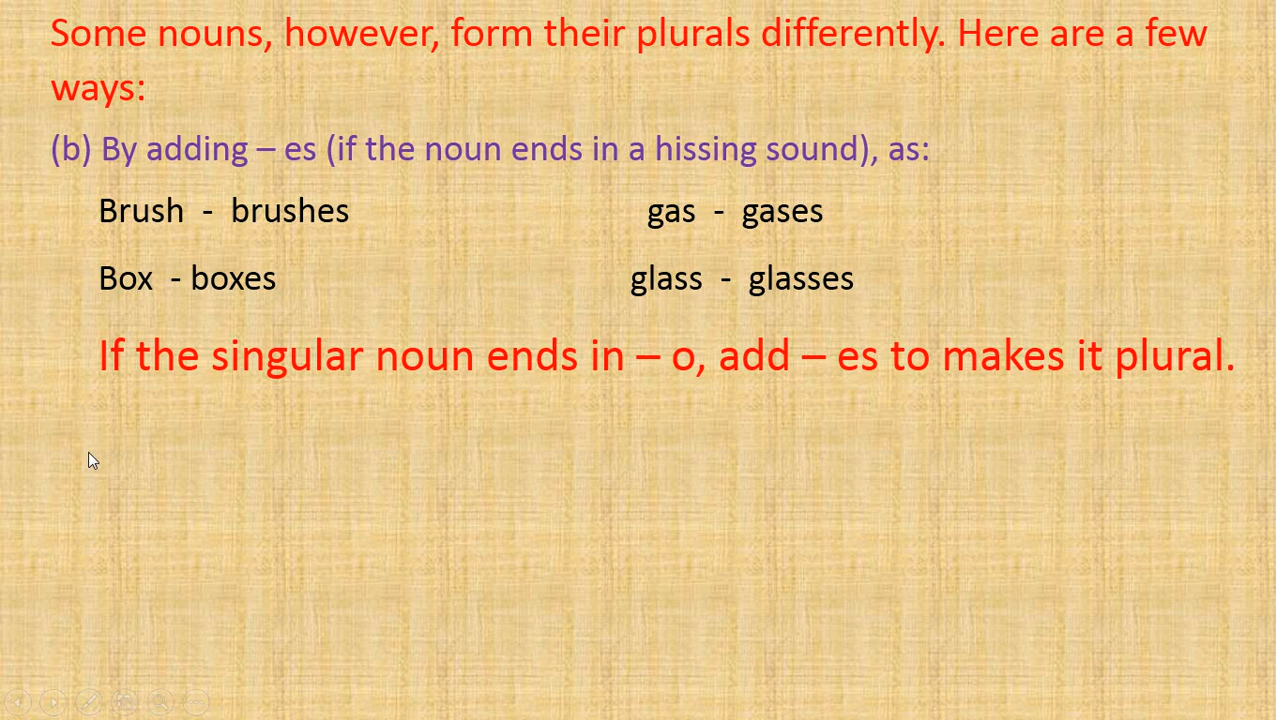 Some nouns, however, form their plurals differently. Here are a few
ways:
(b) By adding – es (if the noun ends in a hissing sound), as:
Brush - brushes gas - gases
Box - boxes glass - glasses
If the singular noun ends in – o, add – es to makes it plural.